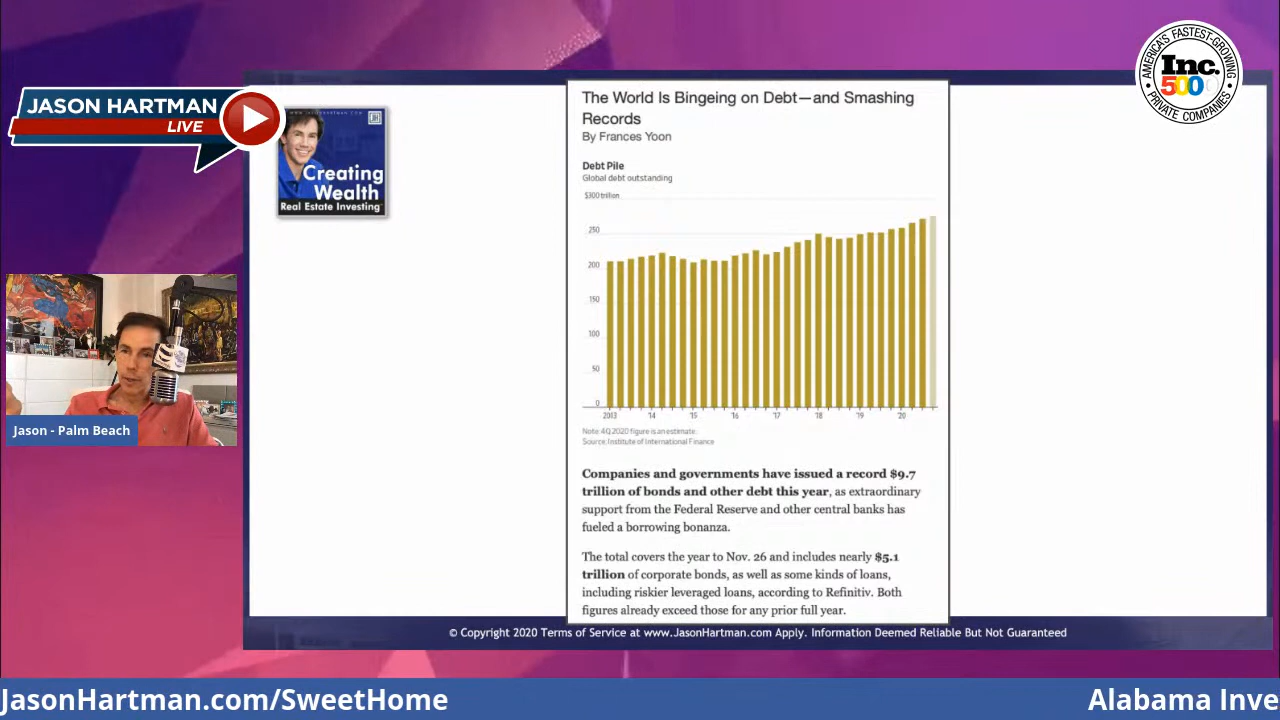 AMERICA'S FASTEST-GROWING
Inc.
500
PRIVATE COMPANIES
JASON HARTMAN
LIVE
www.jasonhartman.com
Creating
Wealth
Real Estate Investing
The World Is Bingeing on Debt—and Smashing
Records
By Frances Yoon
Debt Pile
Global debt outstanding
$300 trillion
250
200
150
100
50
0
2013 '14 '15 '16 '17 '18 '19 '20
Note: 4Q 2020 figure is an estimate.
Source: Institute of International Finance
Companies and governments have issued a record $9.7
trillion of bonds and other debt this year, as extraordinary
support from the Federal Reserve and other central banks has
fueled a borrowing bonanza.
The total covers the year to Nov. 26 and includes nearly $5.1
trillion of corporate bonds, as well as some kinds of loans,
including riskier leveraged loans, according to Refinitiv. Both
figures already exceed those for any prior full year.
Jason - Palm Beach
© Copyright 2020 Terms of Service at www.JasonHartman.com Apply. Information Deemed Reliable But Not Guaranteed
JasonHartman.com/SweetHome
Alabama Inve